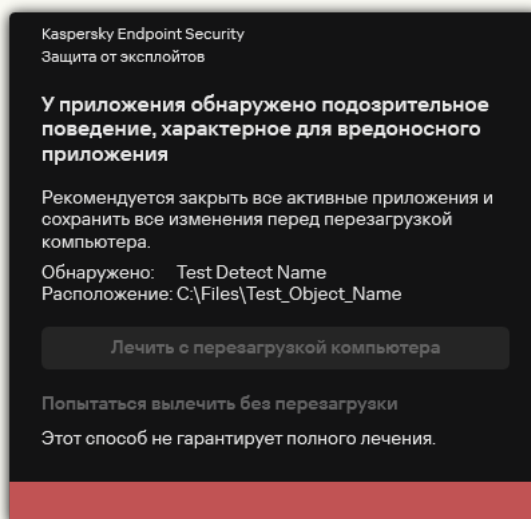 Kaspersky Endpoint Security
Защита от эксплойтов
У приложения обнаружено подозрительное
поведение, характерное для вредоносного
приложения
Рекомендуется закрыть все активные приложения и
сохранить все изменения перед перезагрузкой
компьютера.
Обнаружено: Test Detect Name
Расположение: C:\Files\Test_Object_Name
Лечить с перезагрузкой компьютера
Попытаться вылечить без перезагрузки
Этот способ не гарантирует полного лечения.